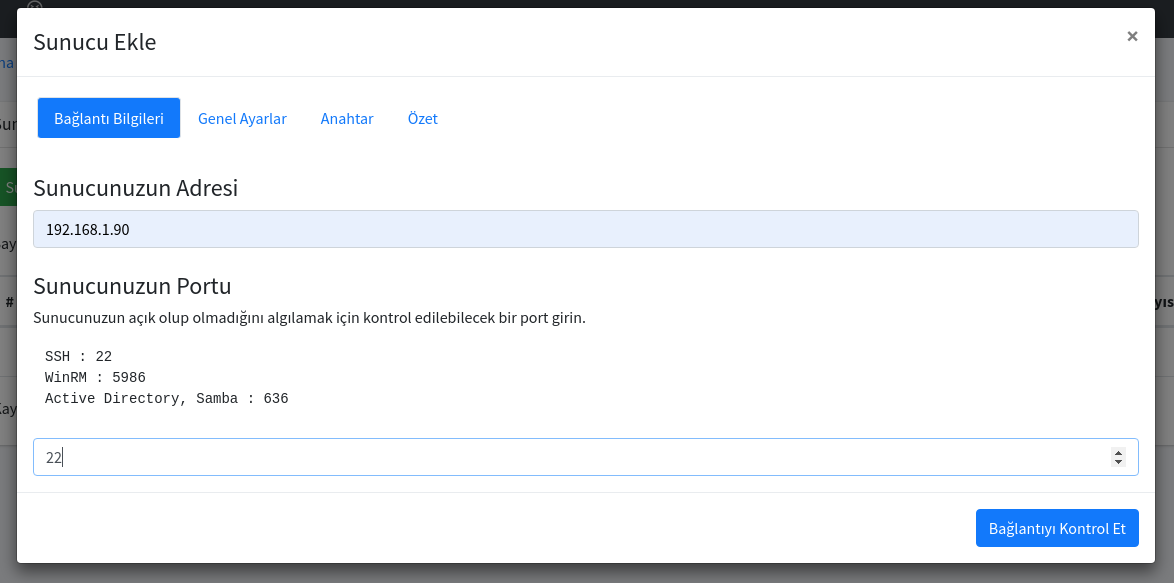 Sunucu Ekle
×
Bağlantı Bilgileri
Genel Ayarlar
Anahtar
Özet
Sunucunuzun Adresi
192.168.1.90
Sunucunuzun Portu
#
Sunucunuzun açık olup olmadığını algılamak için kontrol edilebilecek bir port girin.
SSH : 22
WinRM : 5986
Active Directory, Samba : 636
22
Bağlantıyı Kontrol Et